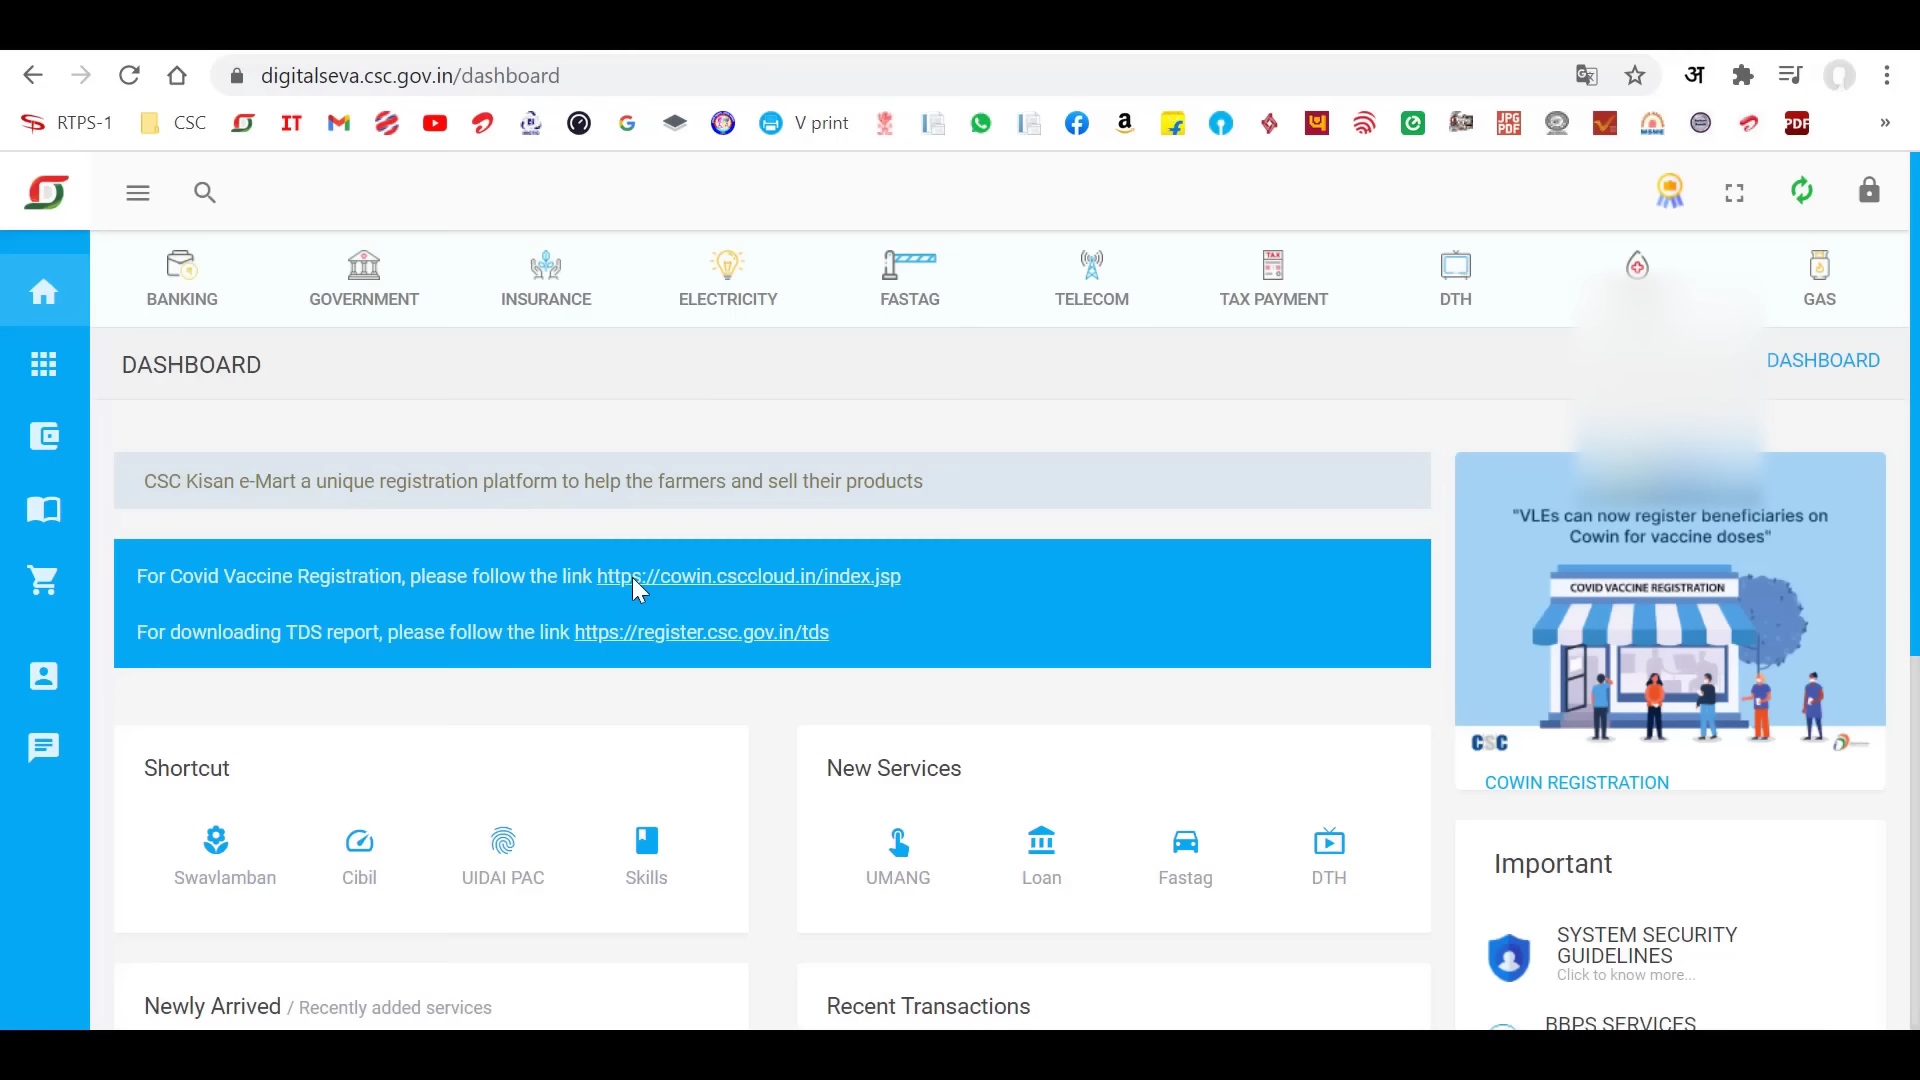 digitalseva.csc.gov.in/dashboard
अ
RTPS-1
CSC
IT
V print
JPG PDF
PDF
BANKING
GOVERNMENT
INSURANCE
ELECTRICITY
FASTAG
TELECOM
TAX
TAX PAYMENT
DTH
GAS
DASHBOARD
DASHBOARD
CSC Kisan e-Mart a unique registration platform to help the farmers and sell their products
For Covid Vaccine Registration, please follow the link https://cowin.csccloud.in/index.jsp
For downloading TDS report, please follow the link https://register.csc.gov.in/tds
"VLEs can now register beneficiaries on
Cowin for vaccine doses"
COVID VACCINE REGISTRATION
CSC
COWIN REGISTRATION
Shortcut
Swavlamban
Cibil
UIDAI PAC
Skills
New Services
UMANG
Loan
Fastag
DTH
Important
SYSTEM SECURITY
GUIDELINES
Click to know more...
BBPS SERVICES
Newly Arrived / Recently added services
Recent Transactions